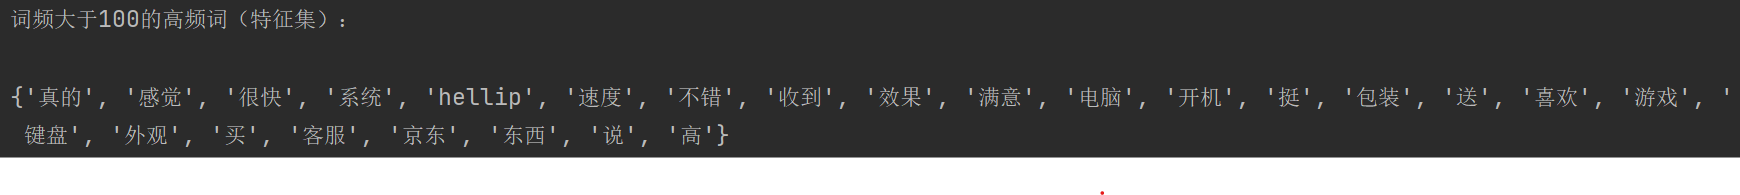 词频大于100的高频词（特征集）：
{'真的', '感觉', '很快', '系统', 'hellip', '速度', '不错', '收到', '效果', '满意', '电脑', '开机', '挺', '包装', '送', '喜欢', '游戏', '
键盘', '外观', '买', '客服', '京东', '东西', '说', '高'}